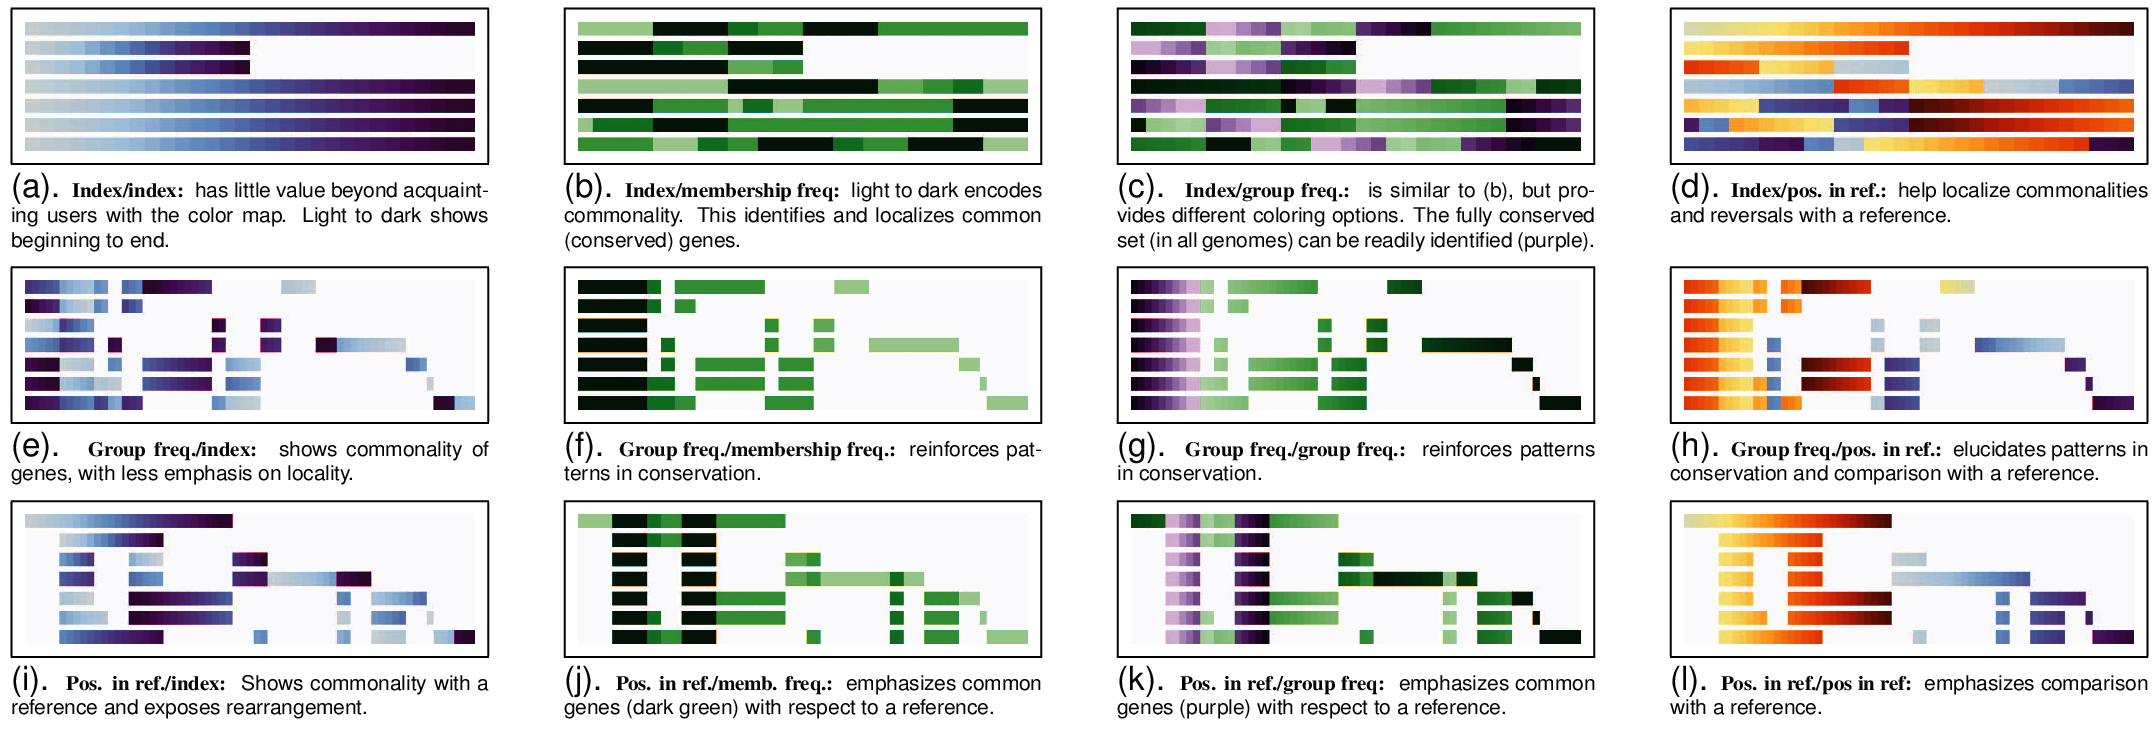 (a). Index/index: has little value beyond acquaint-
ing users with the color map. Light to dark shows
beginning to end.
(b). Index/membership freq: light to dark encodes
commonality. This identifies and localizes common
(conserved) genes.
(c). Index/group freq.: is similar to (b), but pro-
vides different coloring options. The fully conserved
set (in all genomes) can be readily identified (purple).
(d). Index/pos. in ref.: help localize commonalities
and reversals with a reference.
(e). Group freq./index: shows commonality of
genes, with less emphasis on locality.
(f). Group freq./membership freq.: reinforces pat-
terns in conservation.
(g). Group freq./group freq.: reinforces patterns
in conservation.
(h). Group freq./pos. in ref.: elucidates patterns in
conservation and comparison with a reference.
(i). Pos. in ref./index: Shows commonality with a
reference and exposes rearrangement.
(j). Pos. in ref./memb. freq.: emphasizes common
genes (dark green) with respect to a reference.
(k). Pos. in ref./group freq: emphasizes common
genes (purple) with respect to a reference.
(l). Pos. in ref./pos in ref: emphasizes comparison
with a reference.